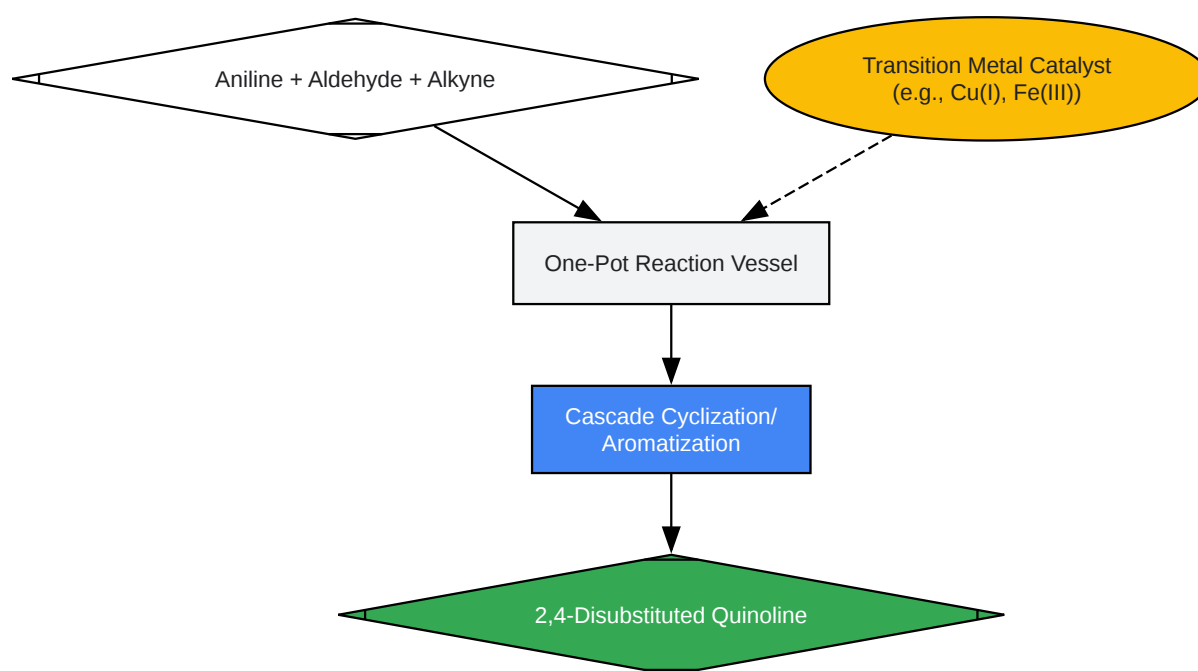 Aniline + Aldehyde + Alkyne
Transition Metal Catalyst
(e.g., Cu(I), Fe(III))
One-Pot Reaction Vessel
Cascade Cyclization/
Aromatization
2,4-Disubstituted Quinoline